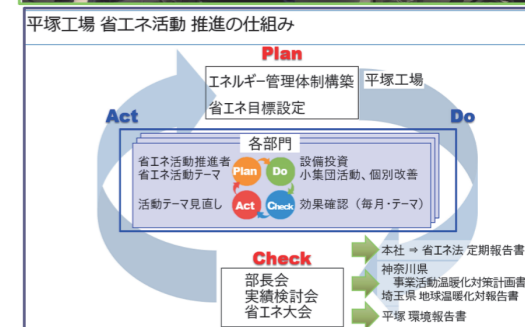 平塚工場 省エネ活動 推進の仕組み
Plan
エネルギー管理体制構築
省エネ目標設定
平塚工場
Act
Do
各部門
省エネ活動推進者
省エネ活動テーマ
Plan
Do
設備投資
小集団活動、個別改善
活動テーマ見直し
Act
Check
効果確認（毎月・テーマ）
Check
部長会
実績検討会
省エネ大会
本社 ⇒ 省エネ法 定期報告書
神奈川県
事業活動温暖化対策計画書
埼玉県 地球温暖化対報告書
平塚 環境報告書